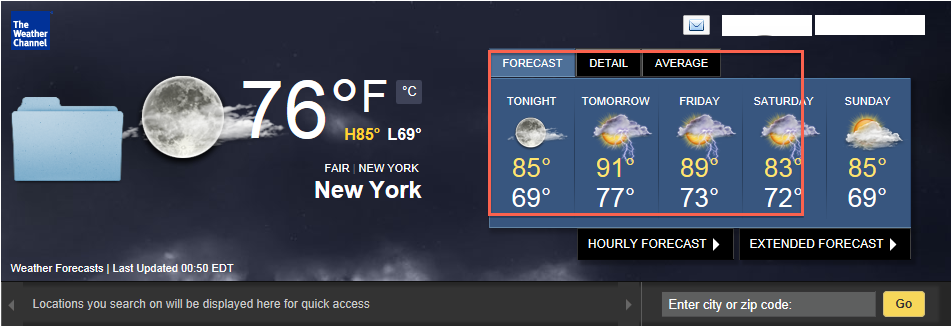 The
Weather
Channel
76°F
°C
H85° L69°
FAIR | NEW YORK
New York
FORECAST DETAIL AVERAGE
TONIGHT TOMORROW FRIDAY SATURDAY SUNDAY
85° 91° 89° 83° 85°
69° 77° 73° 72° 69°
HOURLY FORECAST EXTENDED FORECAST
Weather Forecasts | Last Updated 00:50 EDT
Locations you search on will be displayed here for quick access
Enter city or zip code: Go